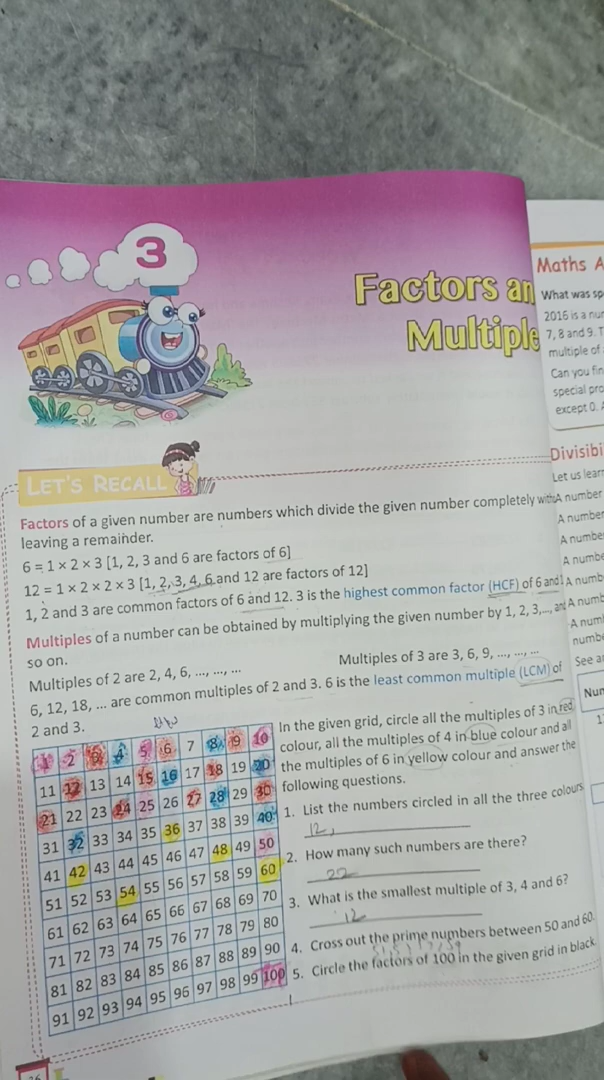 3
Factors an
Multiple
LET'S RECALL
Factors of a given number are numbers which divide the given number completely
leaving a remainder.
6 = 1 × 2 × 3 [1, 2, 3 and 6 are factors of 6]
12 = 1 × 2 × 2 × 3 [1, 2, 3, 4, 6 and 12 are factors of 12]
1, 2 and 3 are common factors of 6 and 12. 3 is the highest common factor (HCF) of 6 and
Multiples of a number can be obtained by multiplying the given number by 1, 2, 3,...,
so on.
Multiples of 2 are 2, 4, 6, ..., ..., ... Multiples of 3 are 3, 6, 9, ..., ..., ...
6, 12, 18, ... are common multiples of 2 and 3. 6 is the least common multiple (LCM) of
2 and 3.
In the given grid, circle all the multiples of 3 in red
colour, all the multiples of 4 in blue colour and all
the multiples of 6 in yellow colour and answer the
following questions.
1. List the numbers circled in all the three colours
12,
2. How many such numbers are there?
22
3. What is the smallest multiple of 3, 4 and 6?
12
4. Cross out the prime numbers between 50 and 60.
5. Circle the factors of 100 in the given grid in black.
1 2 3 4 5 6 7 8 9 10
11 12 13 14 15 16 17 18 19 20
21 22 23 24 25 26 27 28 29 30
31 32 33 34 35 36 37 38 39 40
41 42 43 44 45 46 47 48 49 50
51 52 53 54 55 56 57 58 59 60
61 62 63 64 65 66 67 68 69 70
71 72 73 74 75 76 77 78 79 80
81 82 83 84 85 86 87 88 89 90
91 92 93 94 95 96 97 98 99 100
Maths A
What was sp
2016 is a nu
7, 8 and 9. T
multiple of
Can you fin
special pro
except 0.
Divisibi
Let us lear
A number
A number
A numbe
A numbe
A numb
A numb
A num
numb
See a
Num